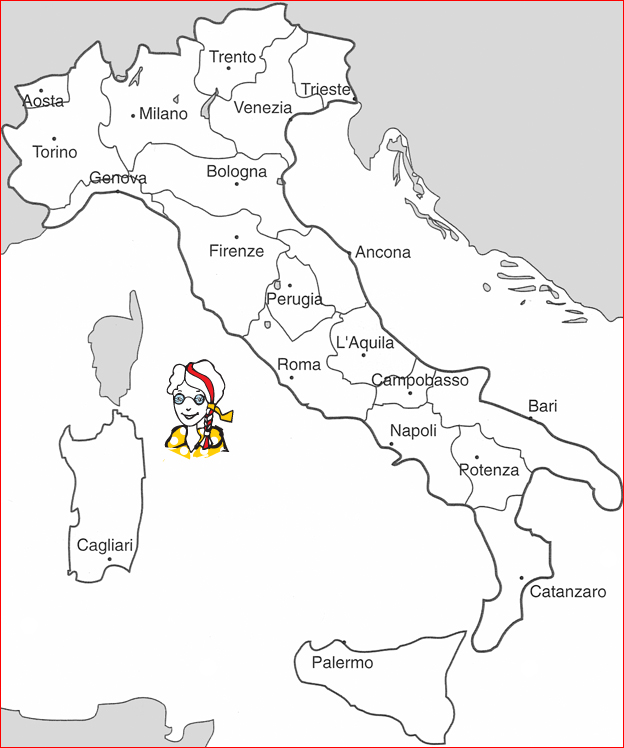 Trento
Trieste
Aosta
Milano
Venezia
Torino
Genova
Bologna
Firenze
Ancona
Perugia
L'Aquila
Roma
Campobasso
Bari
Napoli
Potenza
Cagliari
Catanzaro
Palermo